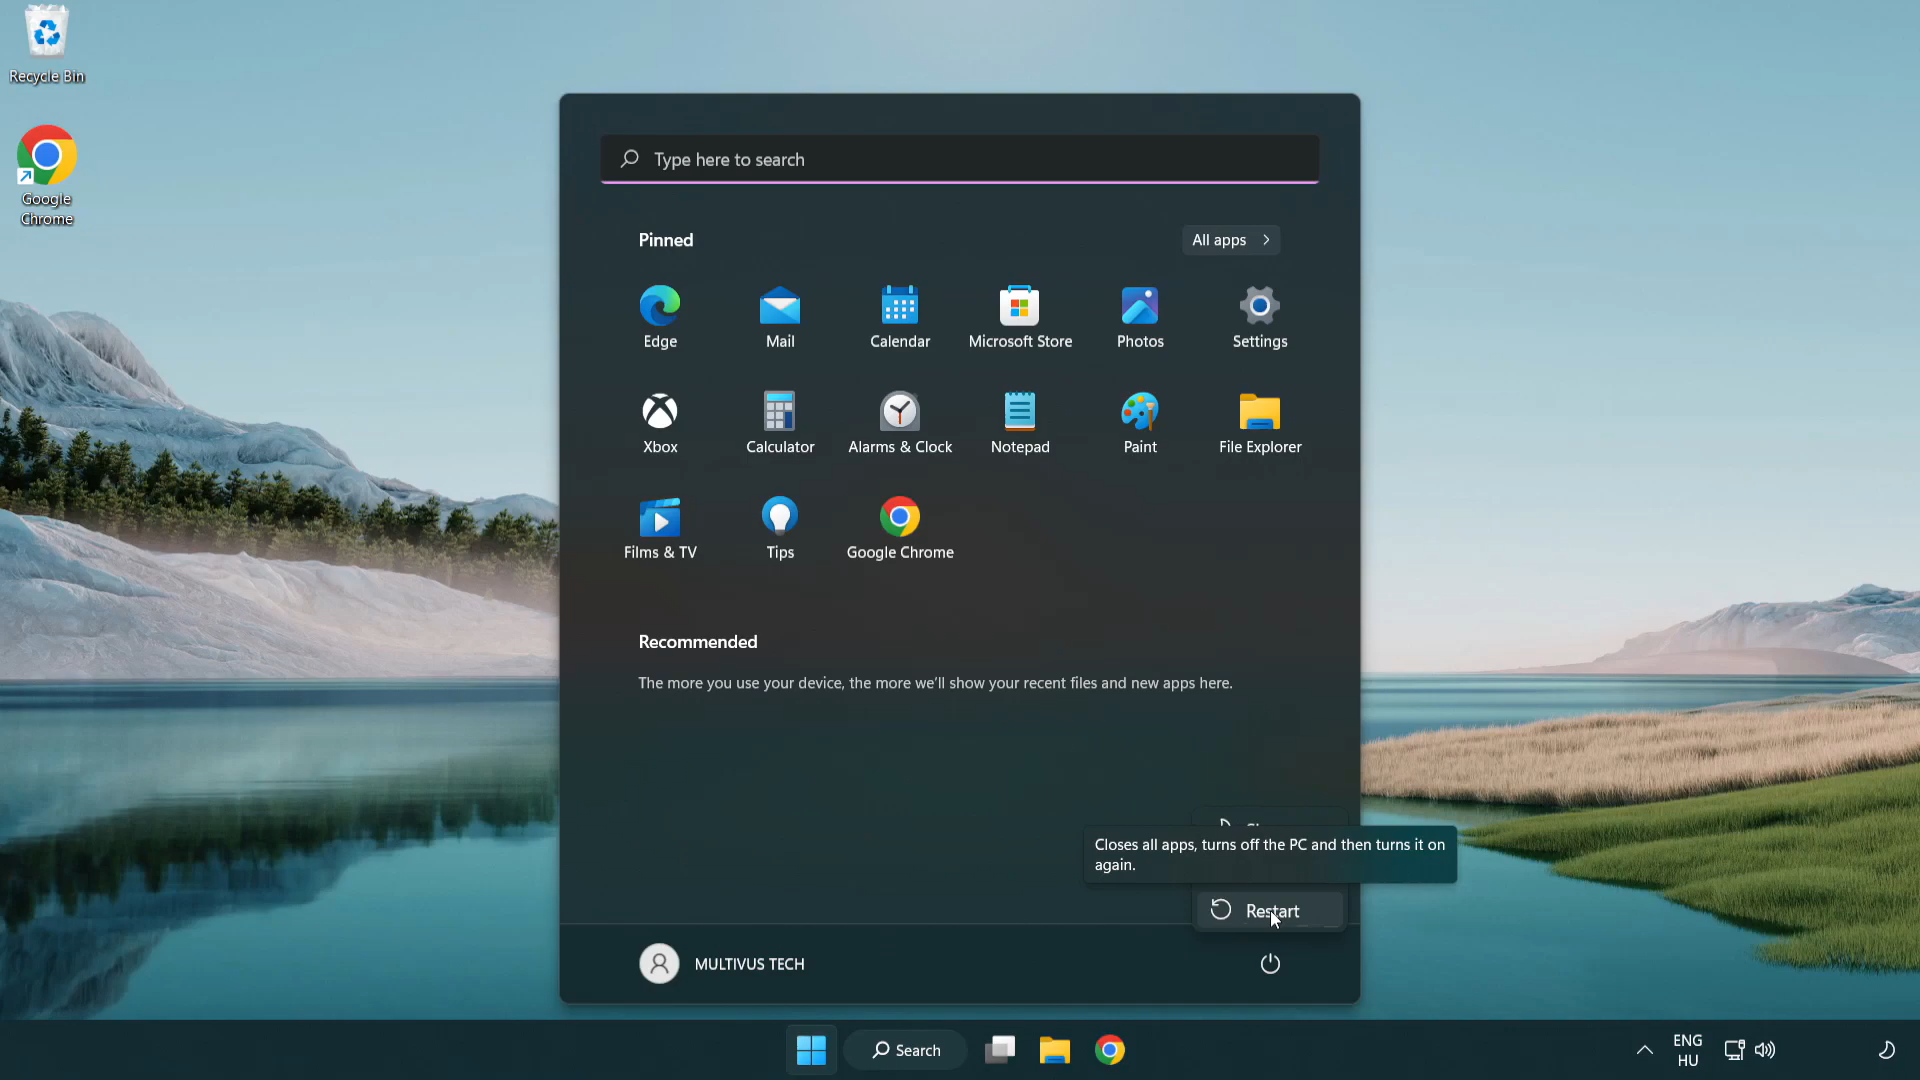 Recycle Bin
Google
Chrome
Type here to search
Pinned
All apps
Edge
Mail
Calendar
Microsoft Store
Photos
Settings
Xbox
Calculator
Alarms & Clock
Notepad
Paint
File Explorer
Films & TV
Tips
Google Chrome
Recommended
The more you use your device, the more we'll show your recent files and new apps here.
Closes all apps, turns off the PC and then turns it on
again.
Restart
MULTIVUS TECH
Search
ENG
HU